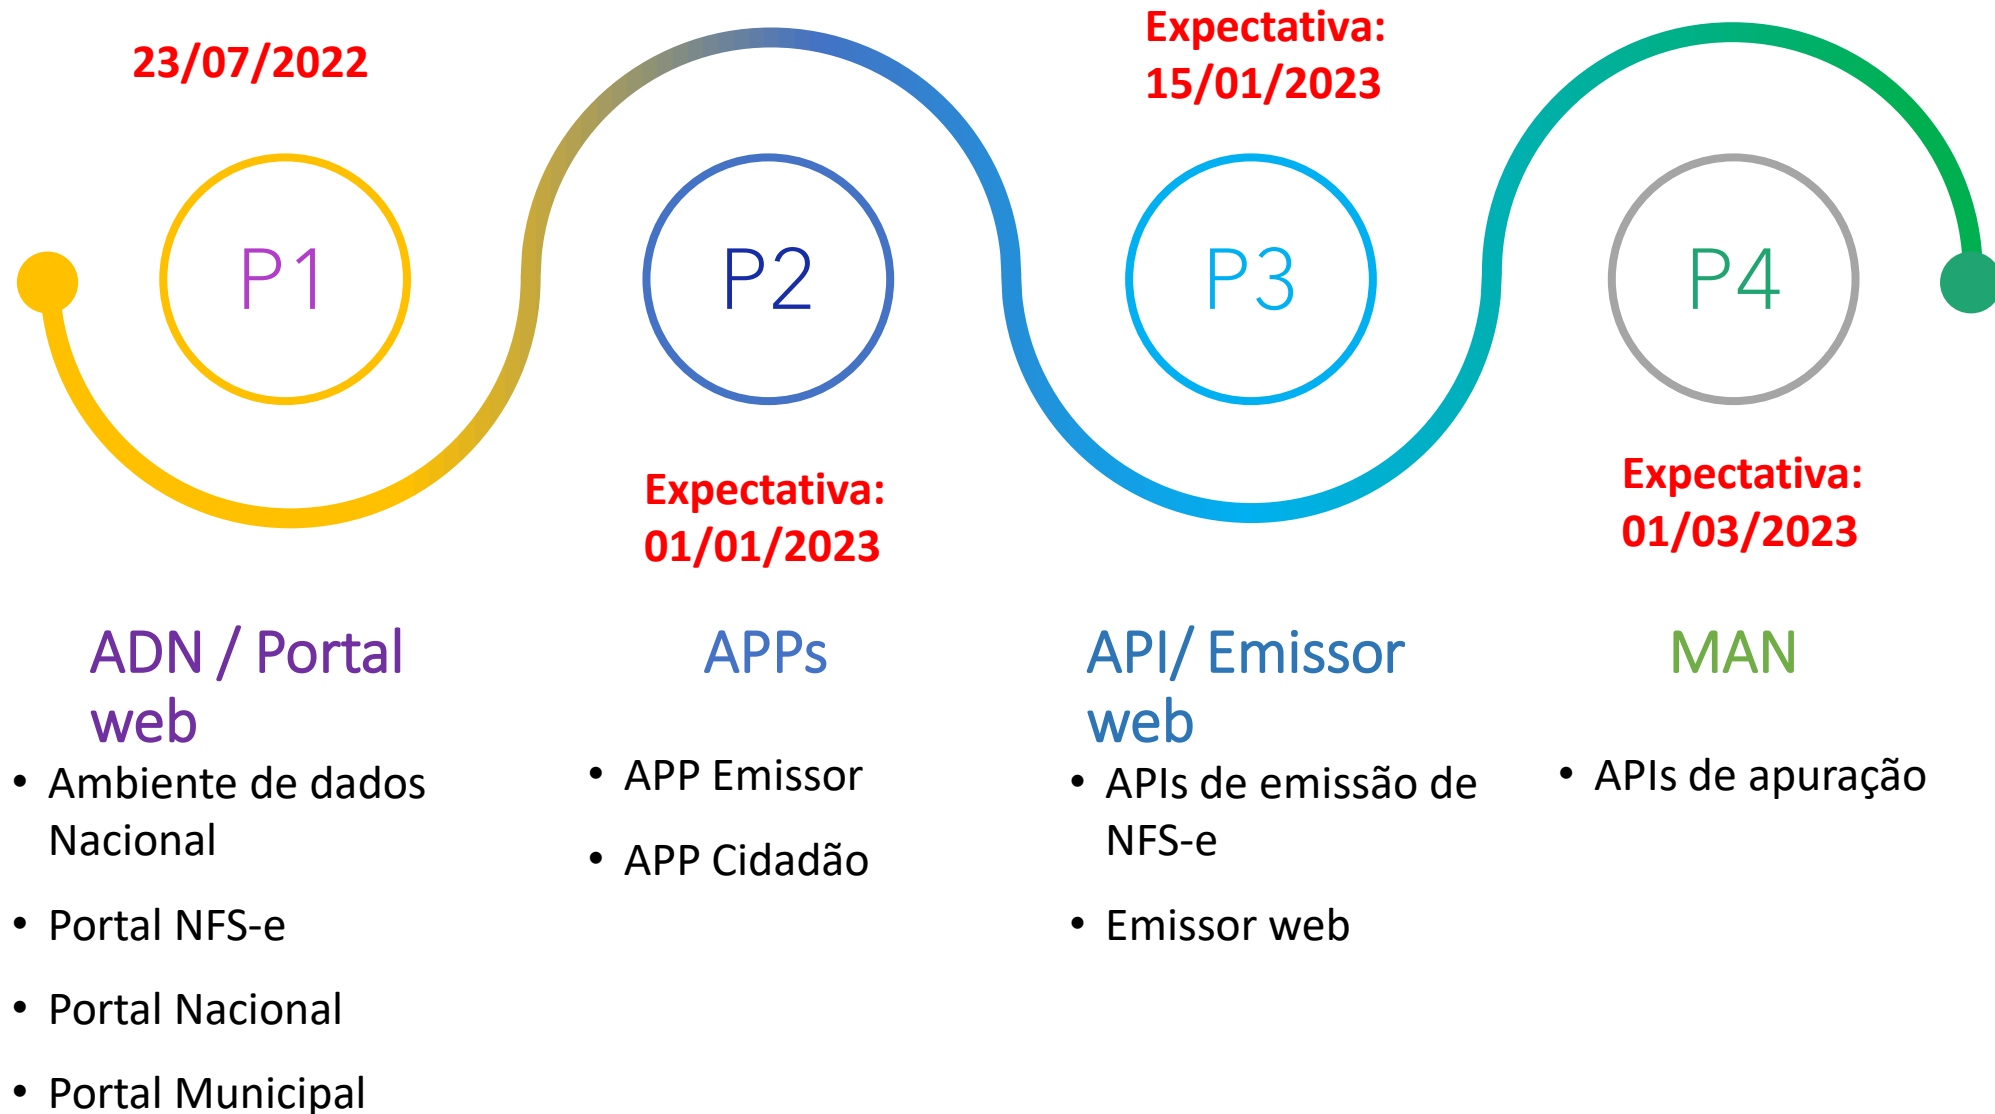 23/07/2022
Expectativa:
15/01/2023
P1
P2
P3
P4
Expectativa:
01/01/2023
Expectativa:
01/03/2023
ADN / Portal
web
• Ambiente de dados
Nacional
• Portal NFS-e
• Portal Nacional
• Portal Municipal
APPs
• APP Emissor
• APP Cidadão
API/ Emissor
web
• APIs de emissão de
NFS-e
• Emissor web
MAN
• APIs de apuração